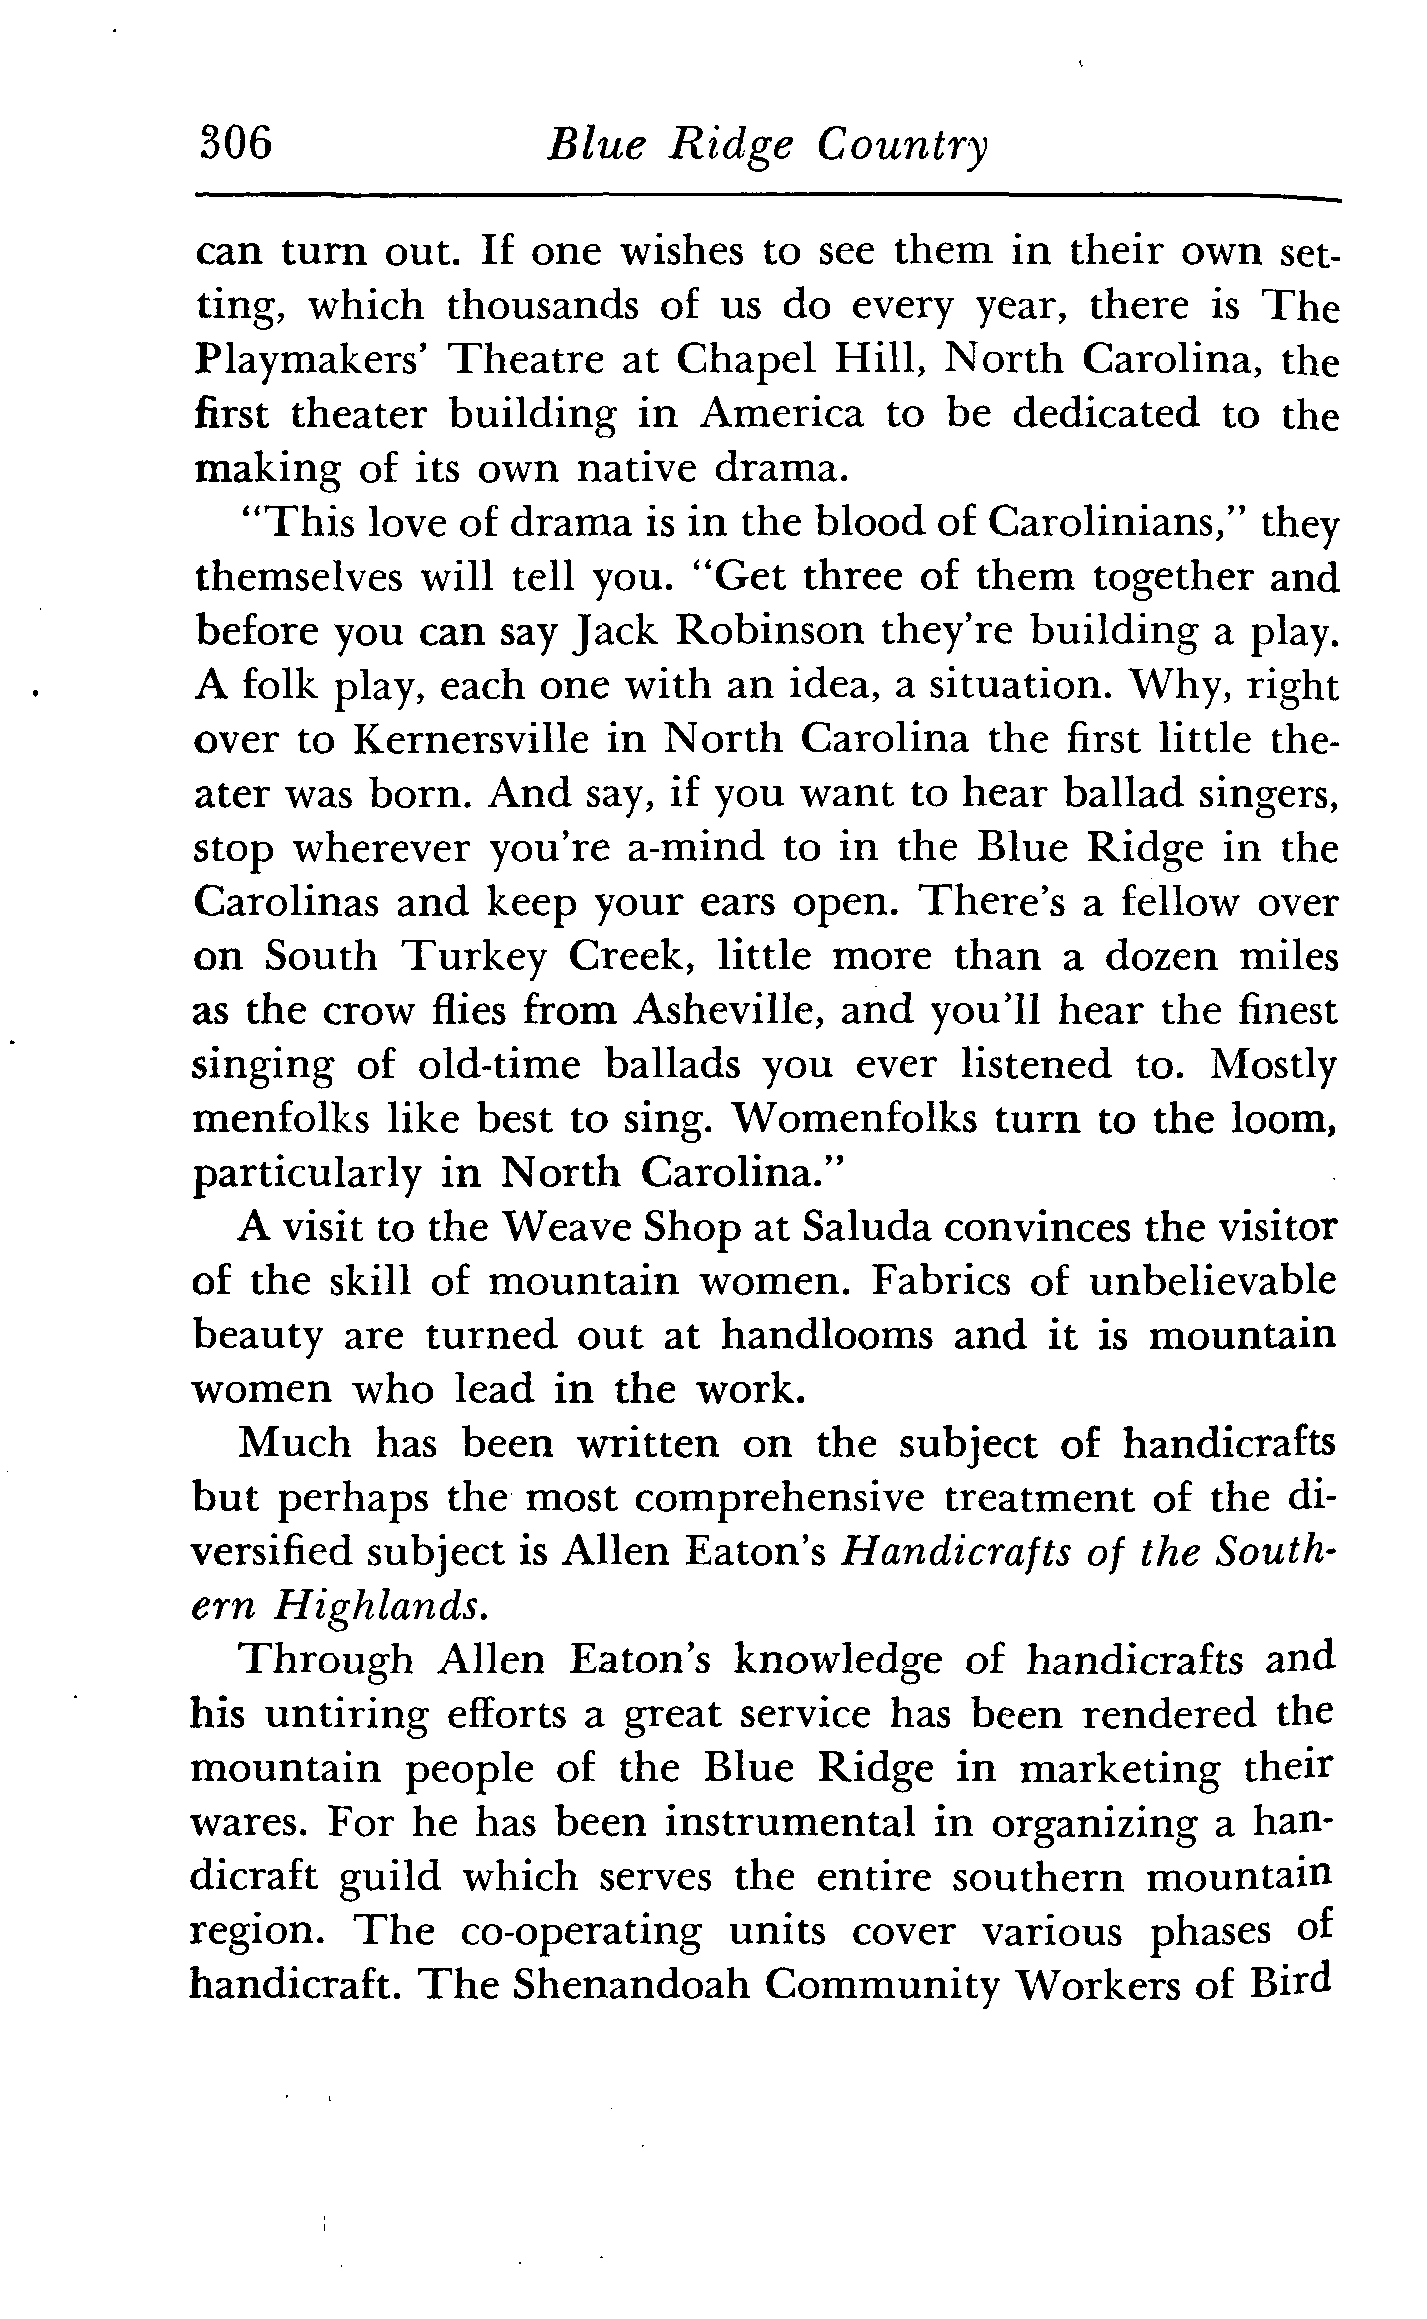 306 Blue Ridge Country
can turn out. If one wishes to see them in their own set-
ting, which thousands of us do every year, there is The
Playmakers' Theatre at Chapel Hill, North Carolina, the
first theater building in America to be dedicated to the
making of its own native drama.
"This love of drama is in the blood of Carolinians," they
themselves will tell you. "Get three of them together and
before you can say Jack Robinson they're building a play.
A folk play, each one with an idea, a situation. Why, right
over to Kernersville in North Carolina the first little the-
ater was born. And say, if you want to hear ballad singers,
stop wherever you're a-mind to in the Blue Ridge in the
Carolinas and keep your ears open. There's a fellow over
on South Turkey Creek, little more than a dozen miles
as the crow flies from Asheville, and you'll hear the finest
singing of old-time ballads you ever listened to. Mostly
menfolks like best to sing. Womenfolks turn to the loom,
particularly in North Carolina."
A visit to the Weave Shop at Saluda convinces the visitor
of the skill of mountain women. Fabrics of unbelievable
beauty are turned out at handlooms and it is mountain
women who lead in the work.
Much has been written on the subject of handicrafts
but perhaps the most comprehensive treatment of the di-
versified subject is Allen Eaton's Handicrafts of the South-
ern Highlands.
Through Allen Eaton's knowledge of handicrafts and
his untiring efforts a great service has been rendered the
mountain people of the Blue Ridge in marketing their
wares. For he has been instrumental in organizing a han-
dicraft guild which serves the entire southern mountain
region. The co-operating units cover various phases of
handicraft. The Shenandoah Community Workers of Bird